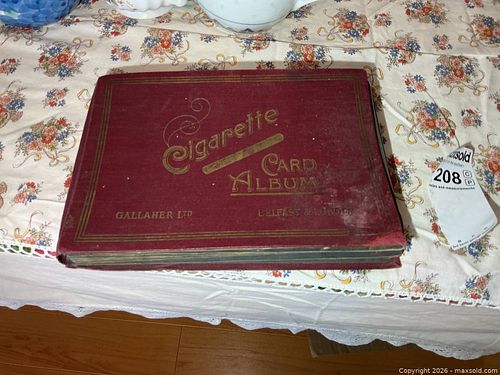 Cigarette
CARD
ALBUM
GALLAHER LTD
BELFAST & LONDON
208
Copyright 2026 - maxsold.com